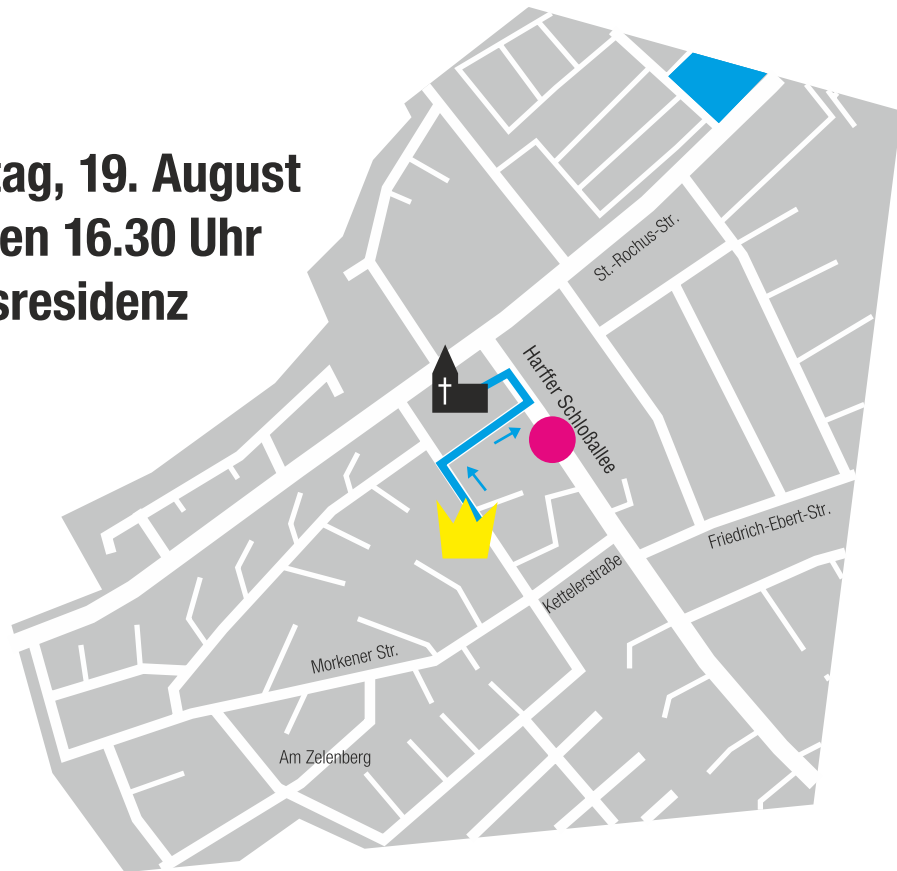 tag, 19. August
en 16.30 Uhr
sresidenz
St.-Rochus-Str.
Harffer Schloßallee
Friedrich-Ebert-Str.
Kettelerstraße
Morkener Str.
Am Zelenberg